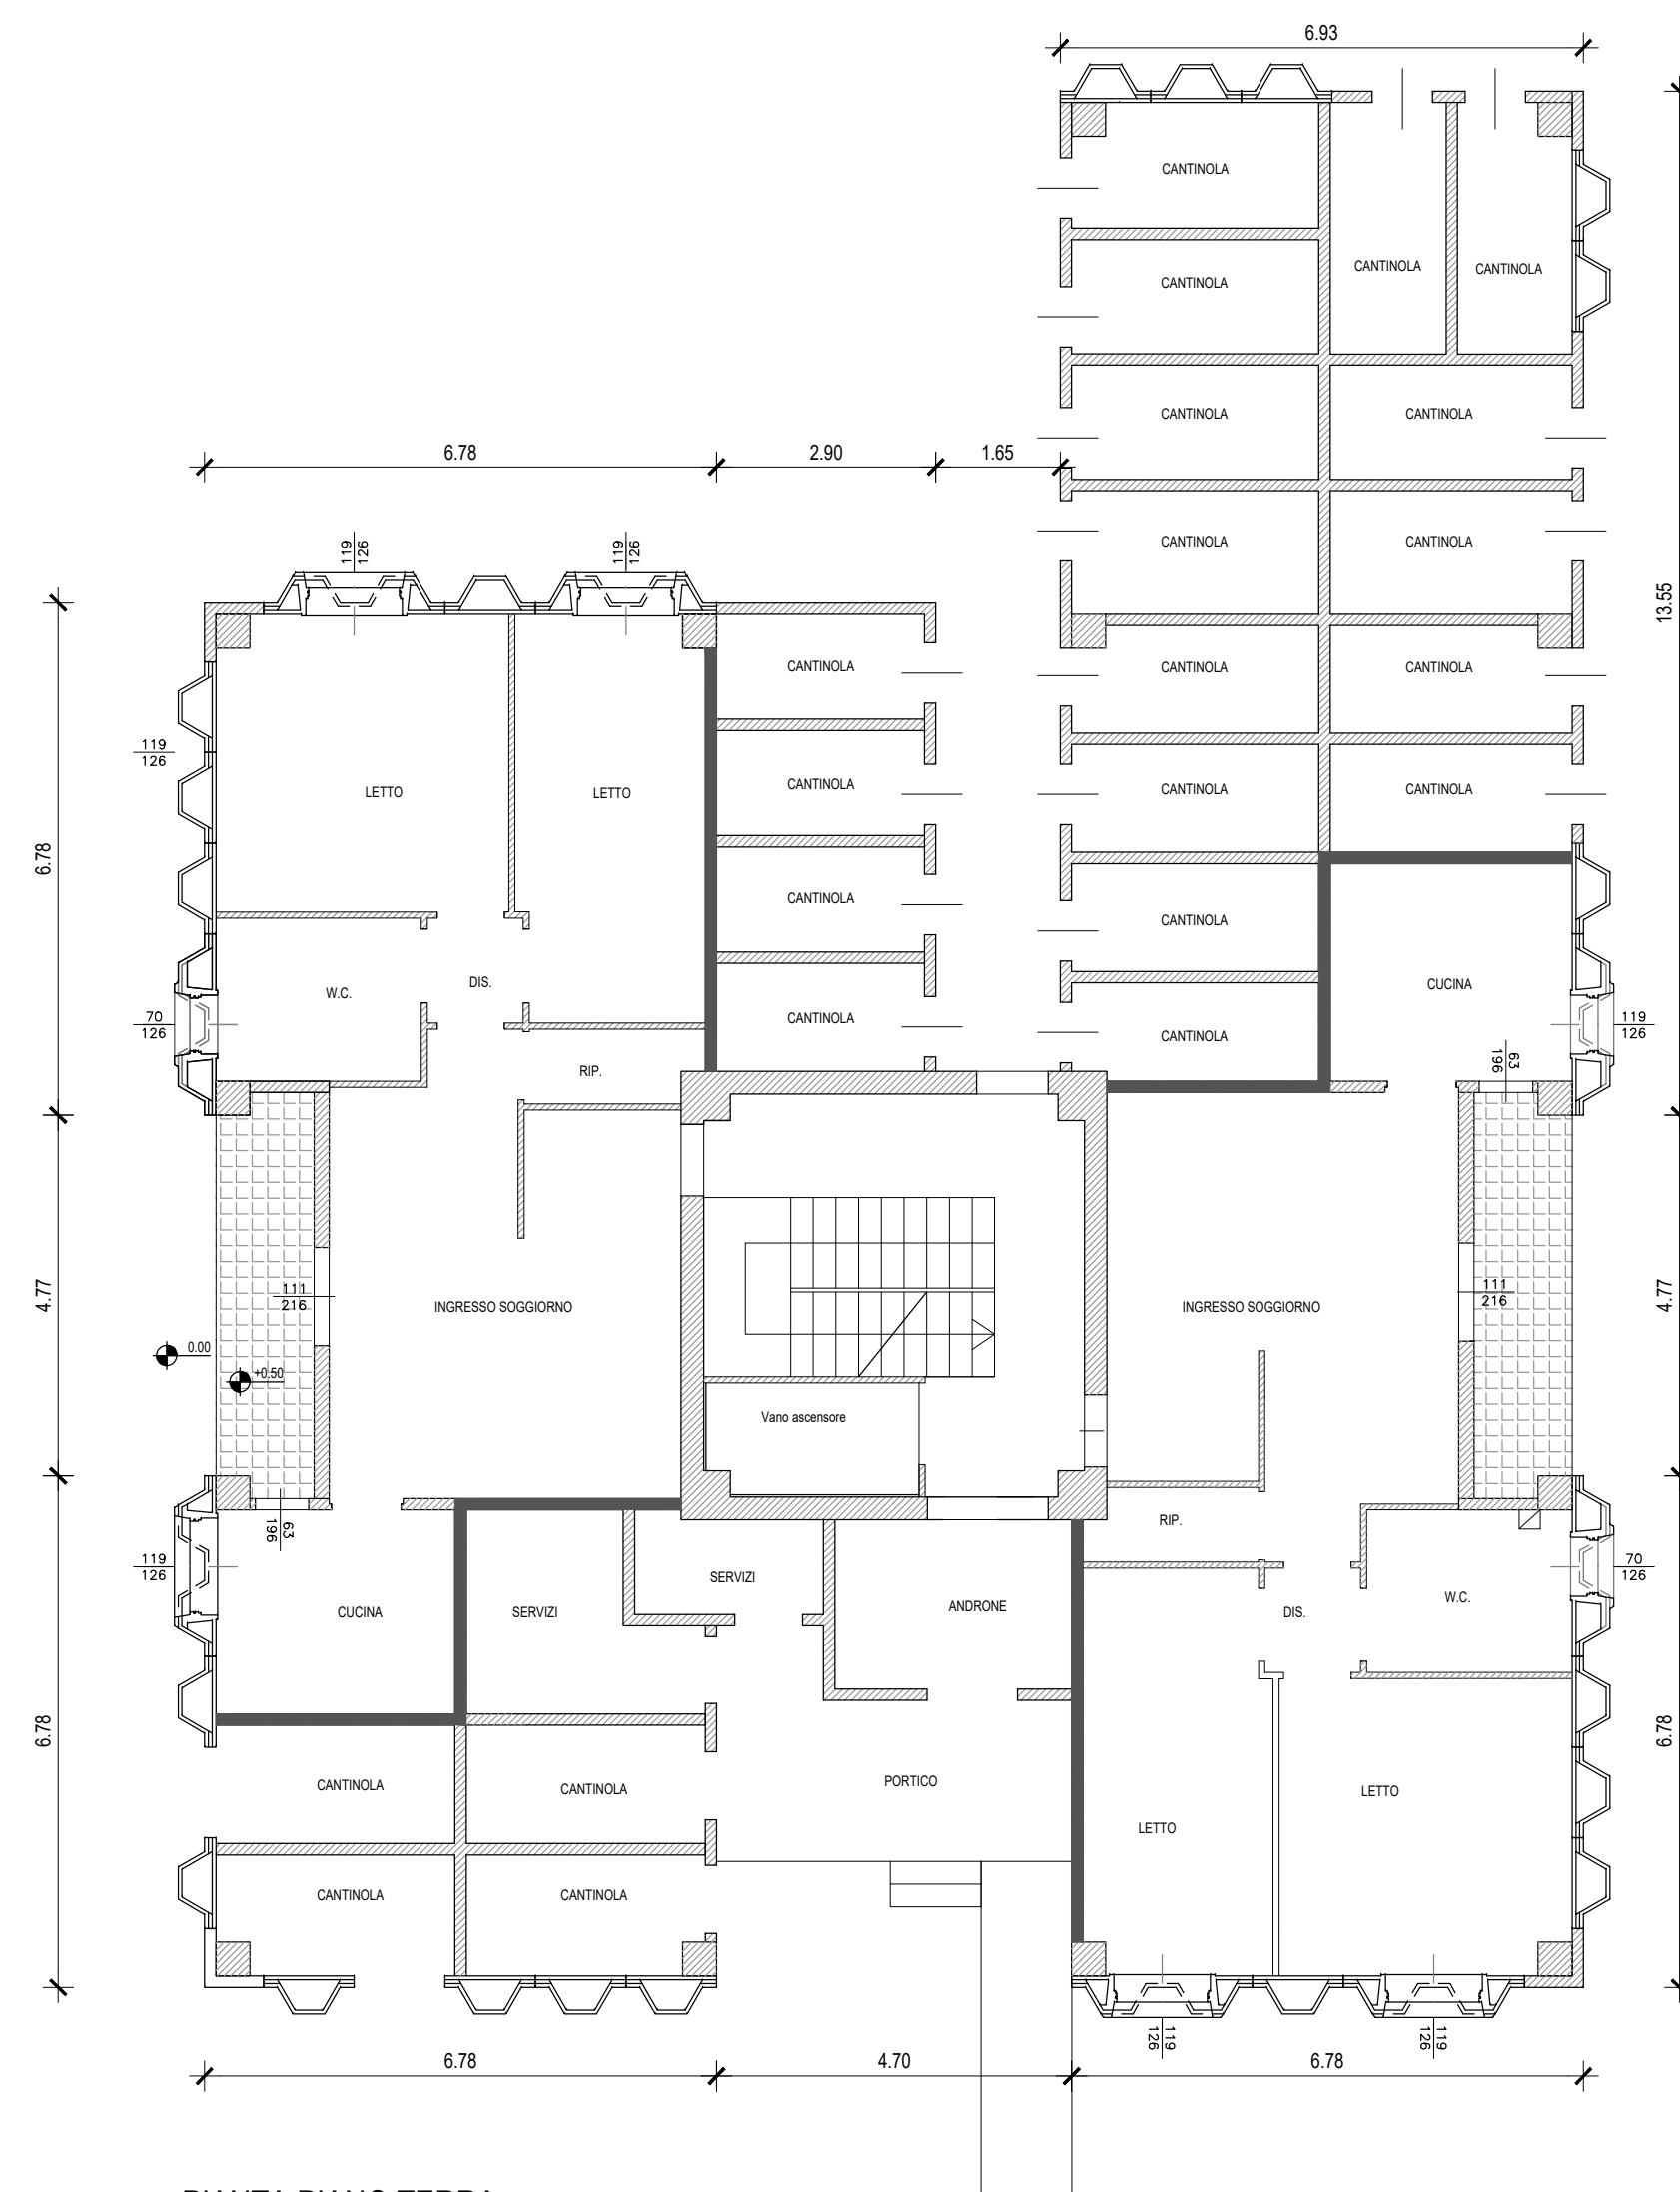 6.93
CANTINOLA
CANTINOLA
CANTINOLA
CANTINOLA
CANTINOLA
CANTINOLA
6.78
2.90
1.65
CANTINOLA
CANTINOLA
119
126
119
126
13.55
CANTINOLA
CANTINOLA
CANTINOLA
119
126
LETTO
LETTO
CANTINOLA
CANTINOLA
CANTINOLA
6.78
CANTINOLA
CANTINOLA
W.C.
DIS.
CUCINA
70
126
CANTINOLA
CANTINOLA
119
126
63
196
RIP.
4.77
111
216
INGRESSO SOGGIORNO
INGRESSO SOGGIORNO
111
216
4.77
0.00
+0.50
Vano ascensore
63
196
RIP.
119
126
CUCINA
SERVIZI
SERVIZI
ANDRONE
DIS.
W.C.
70
126
6.78
CANTINOLA
CANTINOLA
PORTICO
LETTO
LETTO
6.78
CANTINOLA
CANTINOLA
119
126
119
126
6.78
4.70
6.78
PIANTA PIANO TERRA